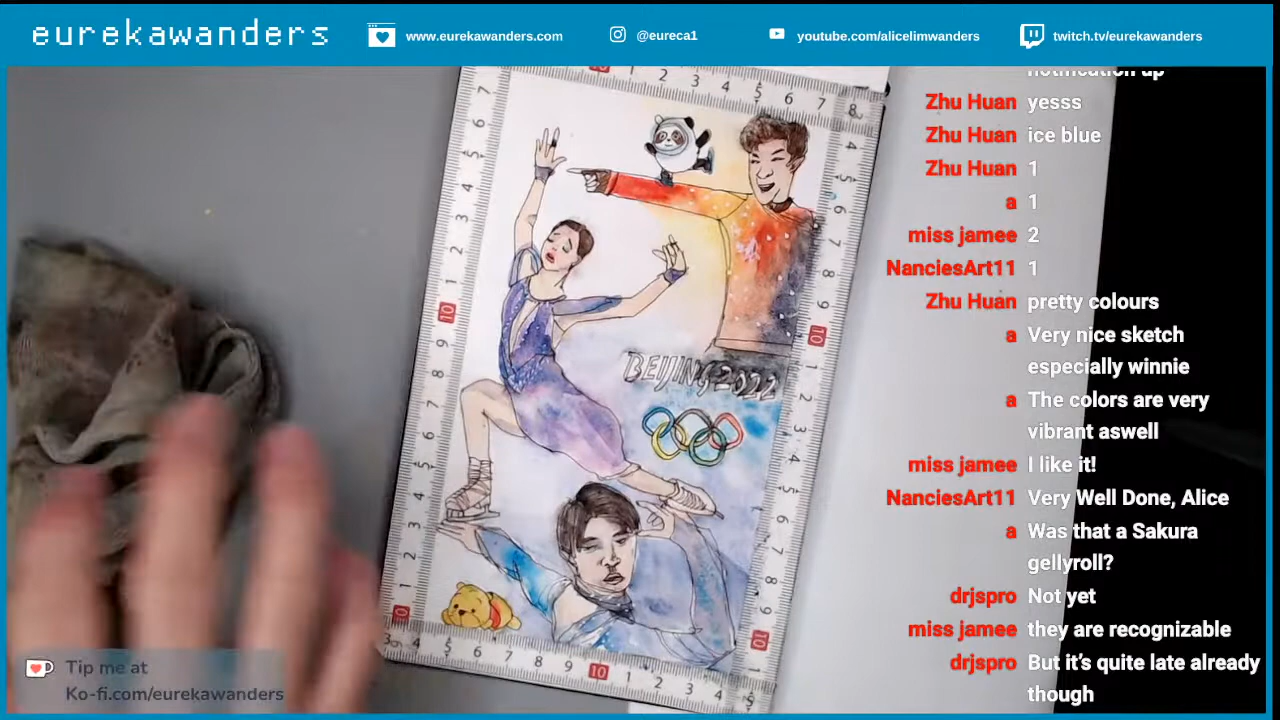 eurekawanders
www.eurekawanders.com
@eureca1
youtube.com/alicelimwanders
twitch.tv/eurekawanders
notification up
Zhu Huan yesss
Zhu Huan ice blue
Zhu Huan 1
a 1
miss jamee 2
NanciesArt11 1
Zhu Huan pretty colours
a Very nice sketch
especially winnie
a The colors are very
vibrant aswell
miss jamee I like it!
NanciesArt11 Very Well Done, Alice
a Was that a Sakura
gellyroll?
drjspro Not yet
miss jamee they are recognizable
drjspro But it's quite late already
though
BEIJING 2022
Tip me at
Ko-fi.com/eurekawanders